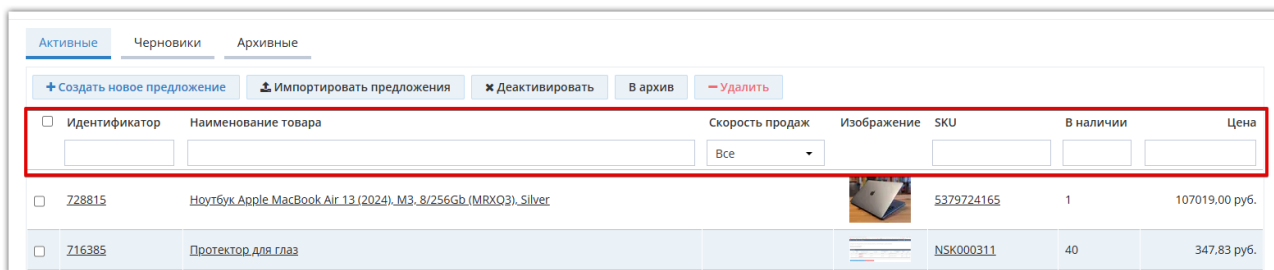 Активные Черновики Архивные
+ Создать новое предложение Импортировать предложения × Деактивировать В архив − Удалить
Идентификатор Наименование товара Скорость продаж Изображение SKU В наличии Цена
Все
728815 Ноутбук Apple MacBook Air 13 (2024), M3, 8/256Gb (MRXQ3), Silver 5379724165 1 107019,00 руб.
716385 Протектор для глаз NSK000311 40 347,83 руб.